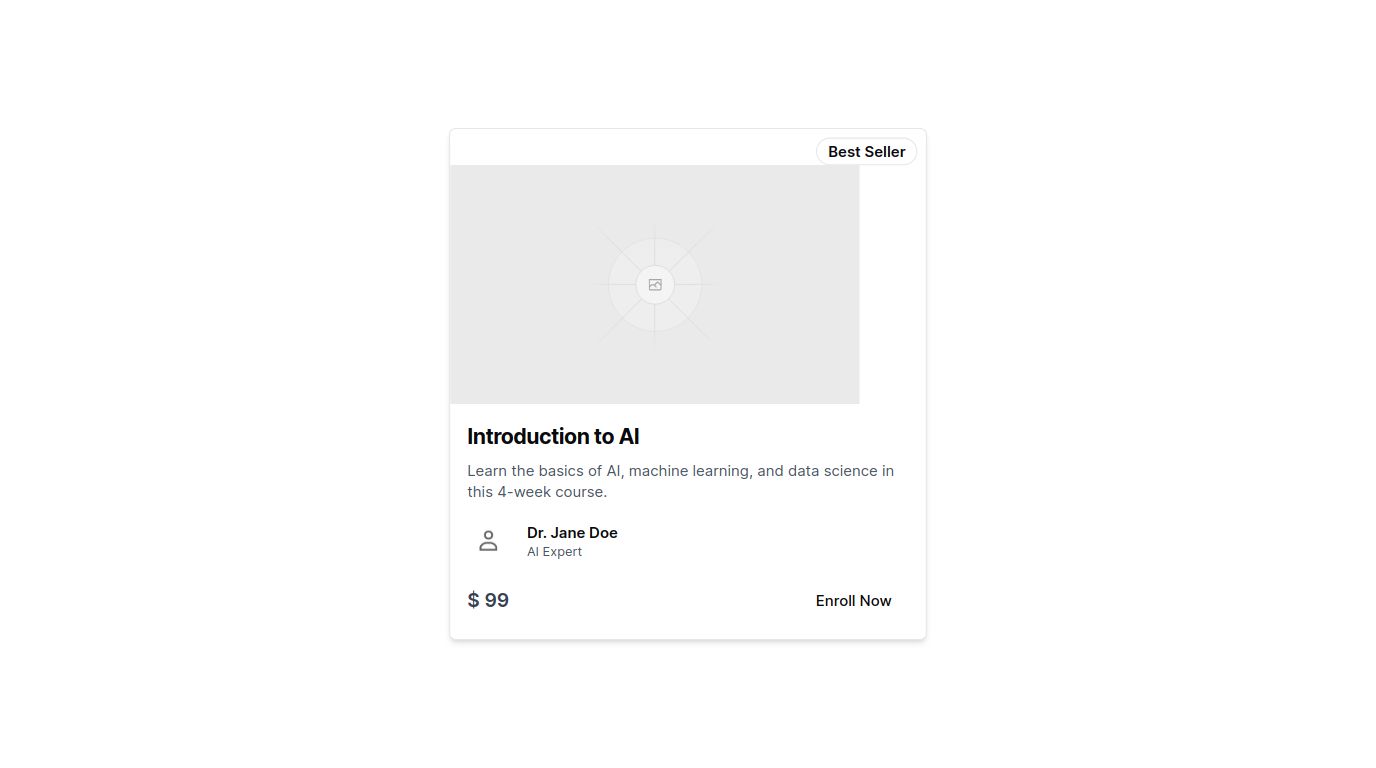 Best Seller
Introduction to AI
Learn the basics of AI, machine learning, and data science in
this 4-week course.
Dr. Jane Doe
AI Expert
$ 99
Enroll Now